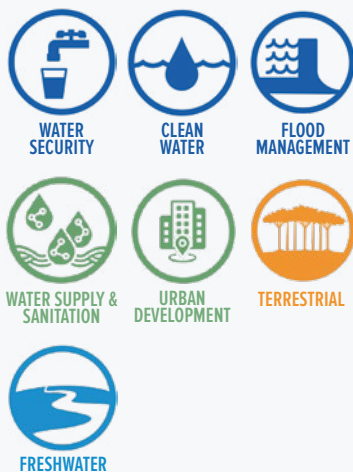 WATER
SECURITY
CLEAN
WATER
FLOOD
MANAGEMENT
WATER SUPPLY &
SANITATION
URBAN
DEVELOPMENT
TERRESTRIAL
FRESHWATER